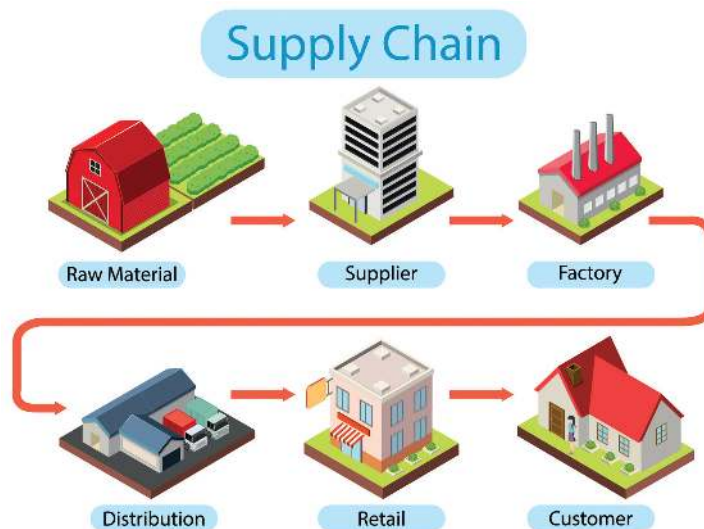 Supply Chain
Raw Material
Supplier
Factory
Distribution
Retail
Customer